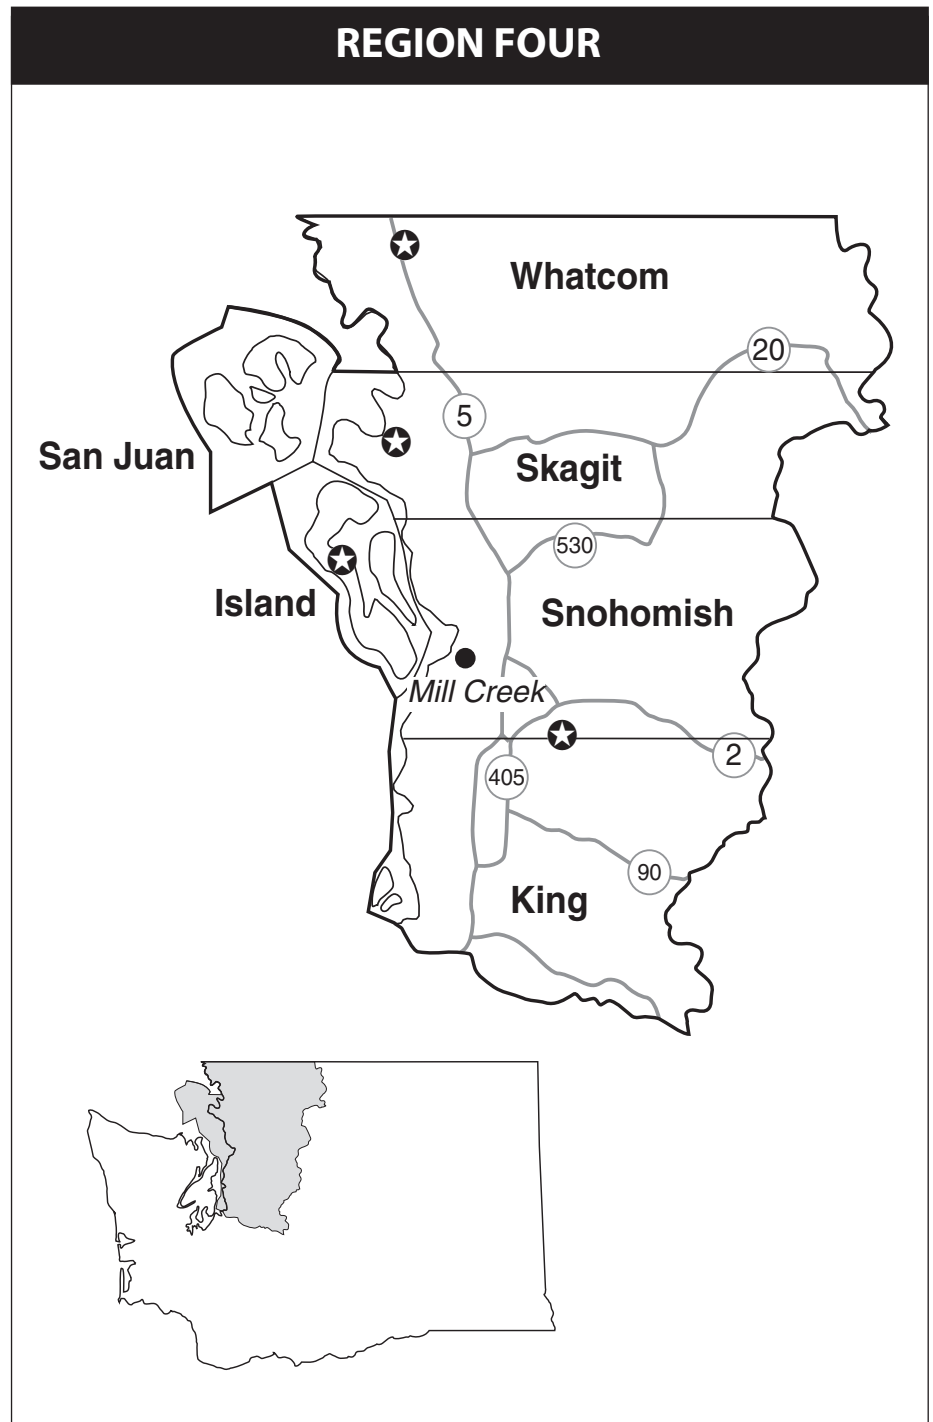 REGION FOUR
Whatcom
20
5
San Juan
Skagit
530
Island
Snohomish
Mill Creek
2
405
90
King